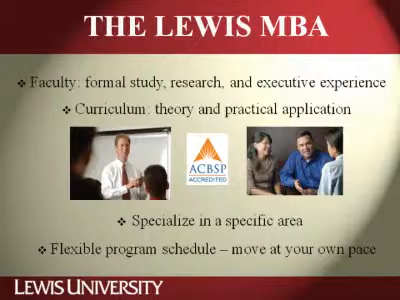 THE LEWIS MBA
❖ Faculty: formal study, research, and executive experience
❖ Curriculum: theory and practical application
ACBSP
ACCREDITED
❖ Specialize in a specific area
❖ Flexible program schedule – move at your own pace
LEWIS UNIVERSITY